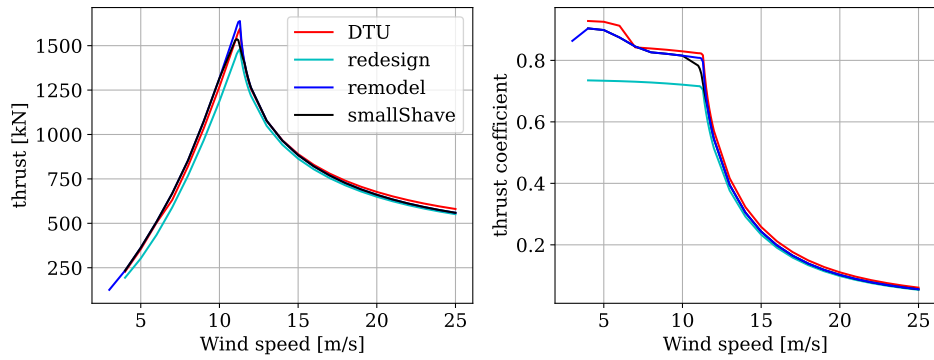 thrust [kN]
1500
1250
1000
750
500
250
5
10
15
20
25
Wind speed [m/s]
DTU
redesign
remodel
smallShave
thrust coefficient
0.8
0.6
0.4
0.2
5
10
15
20
25
Wind speed [m/s]